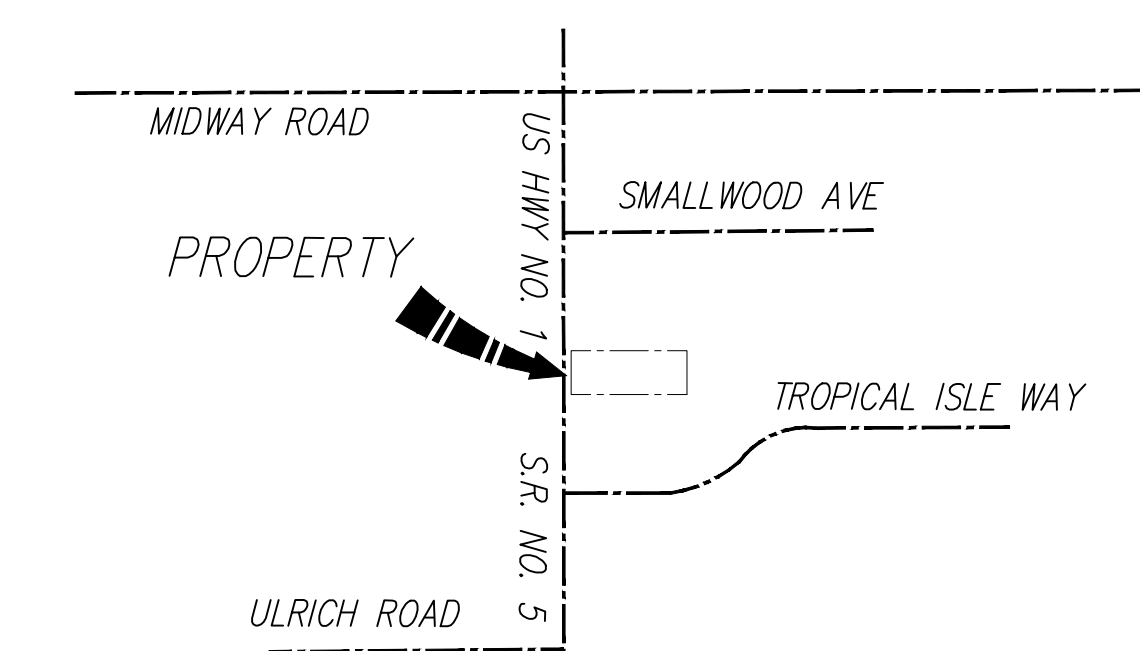 MIDWAY ROAD
US HWY NO. 1
SMALLWOOD AVE
PROPERTY
TROPICAL ISLE WAY
S.R. NO. 5
ULRICH ROAD